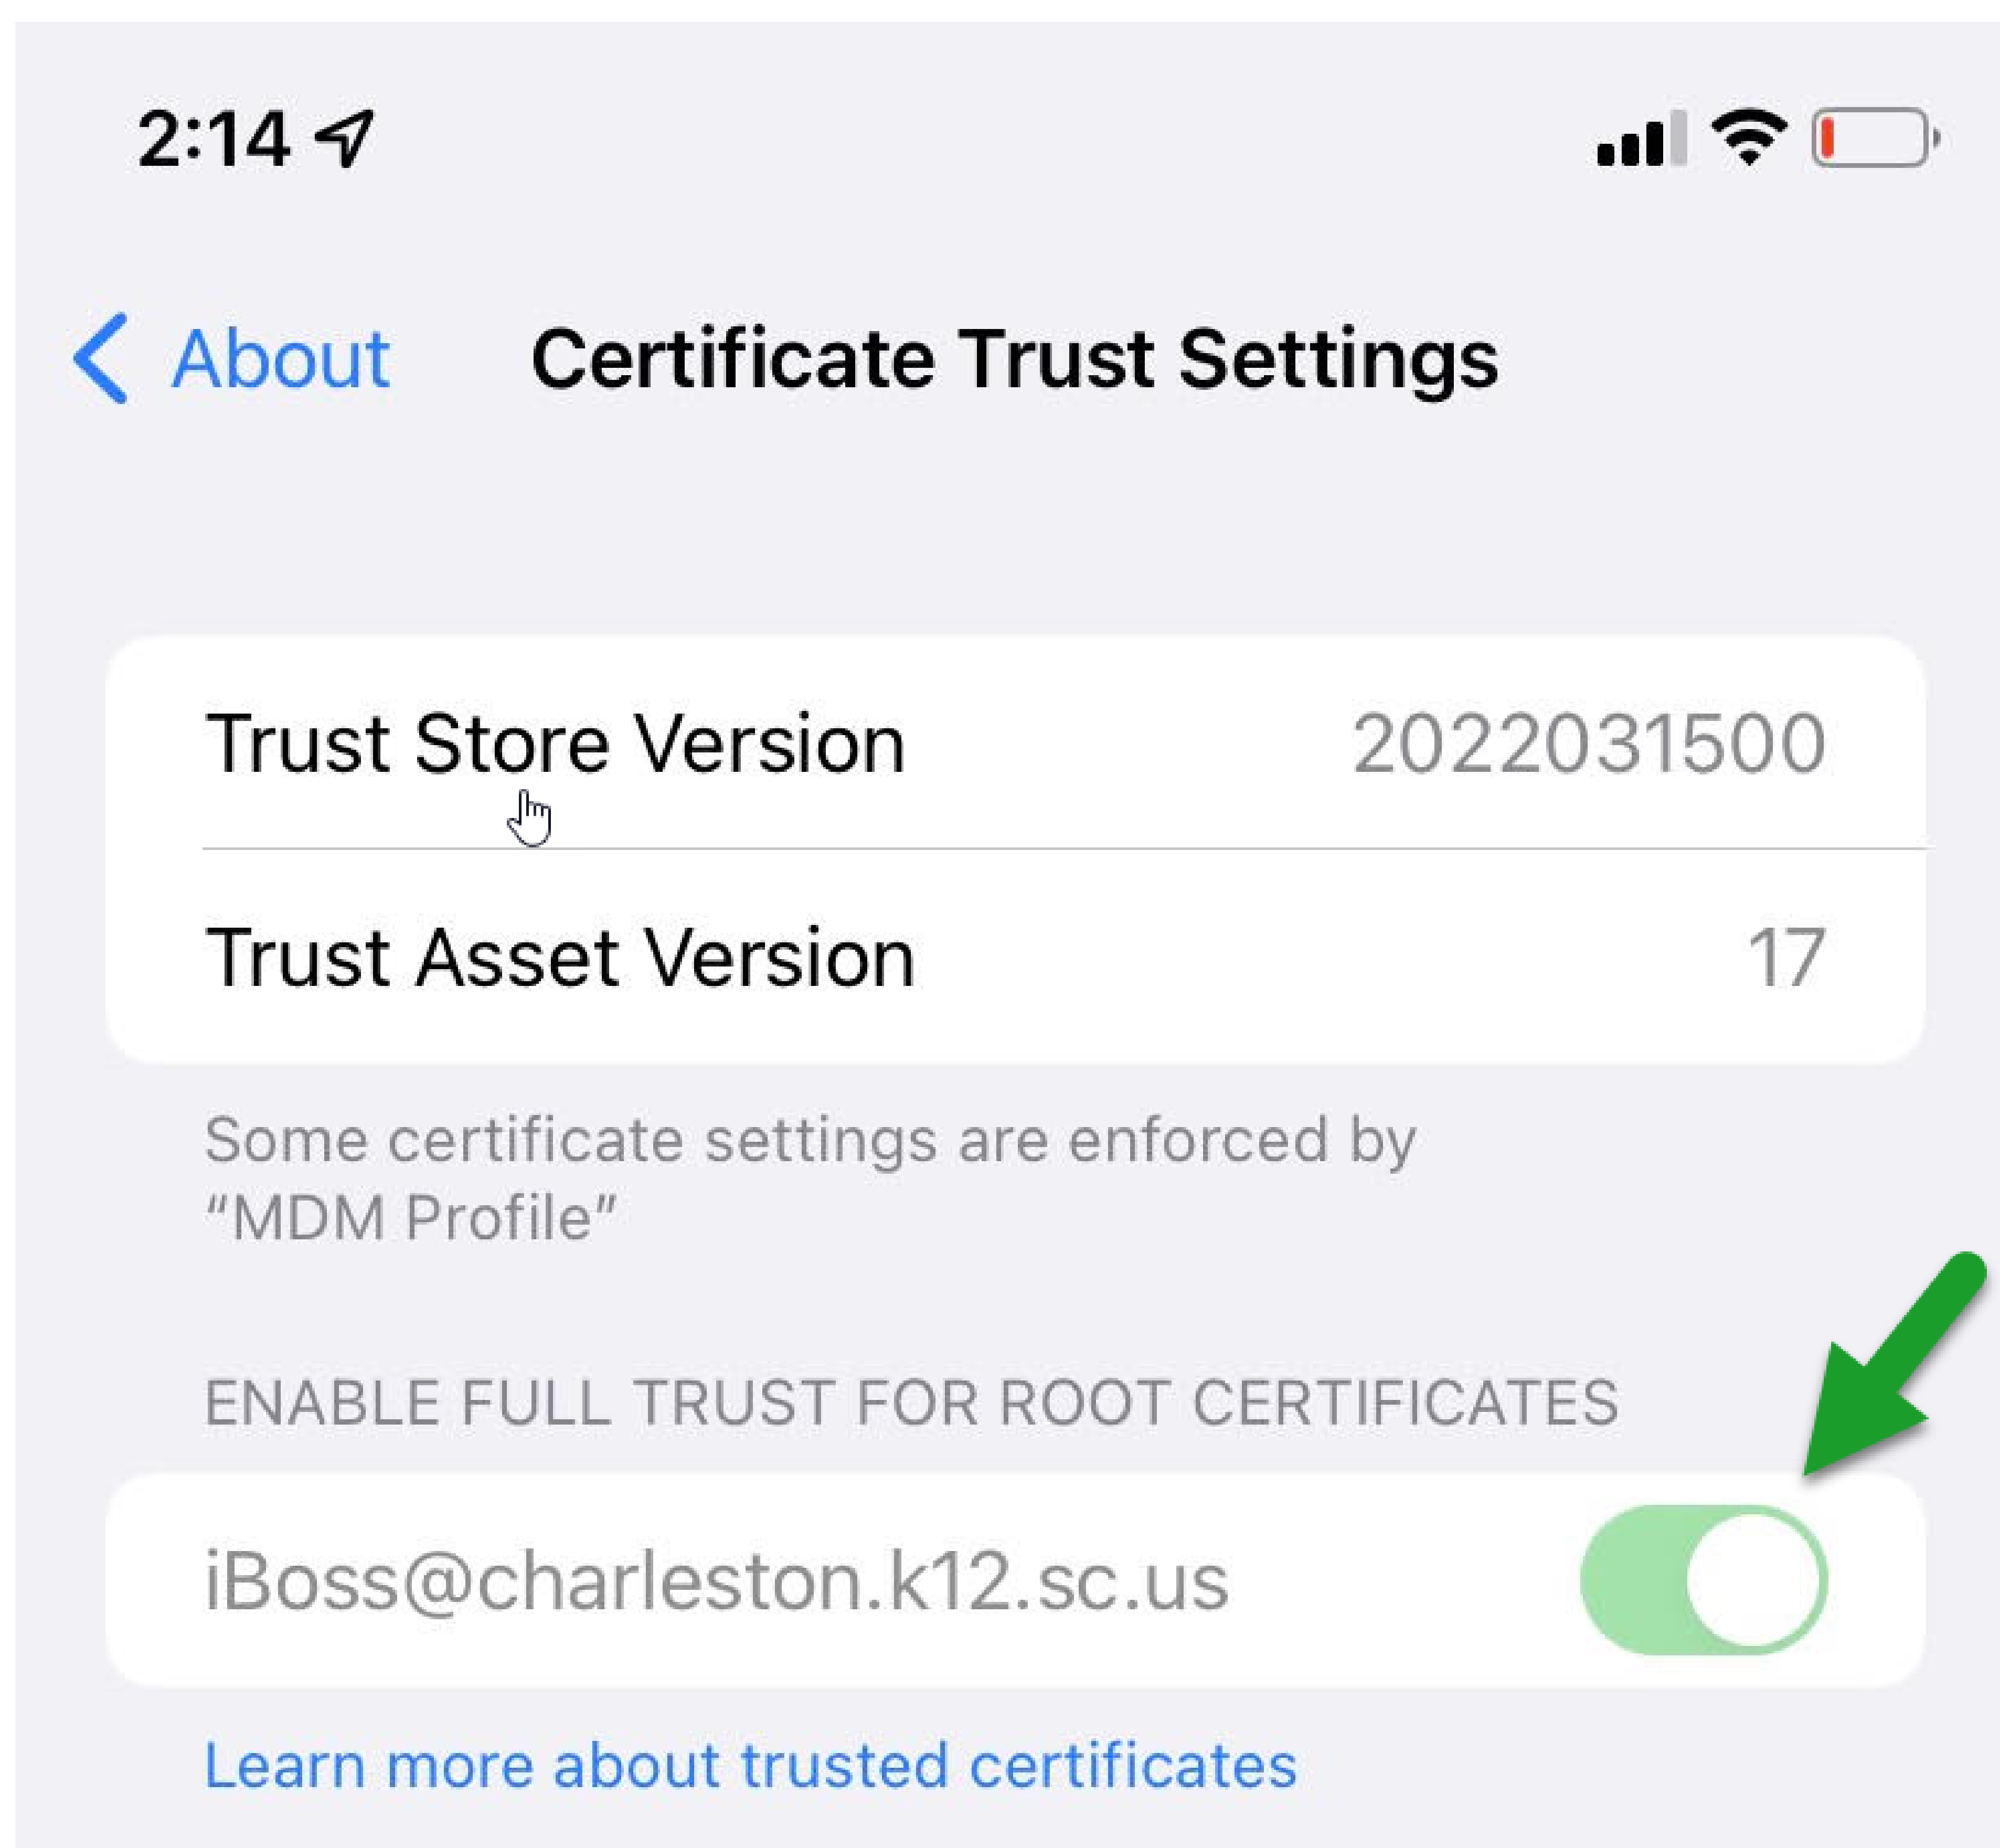 2:14
About Certificate Trust Settings
Trust Store Version 2022031500
Trust Asset Version 17
Some certificate settings are enforced by
“MDM Profile”
ENABLE FULL TRUST FOR ROOT CERTIFICATES
iBoss@charleston.k12.sc.us
Learn more about trusted certificates